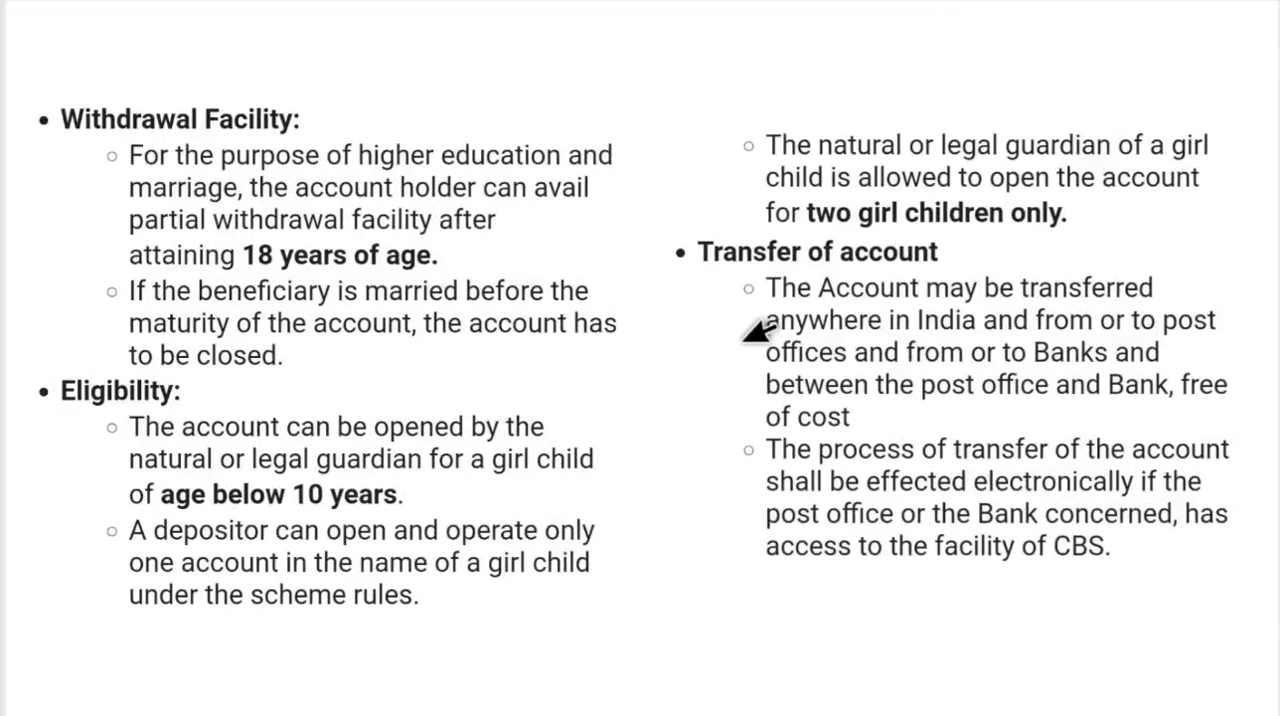 Withdrawal Facility:
For the purpose of higher education and
marriage, the account holder can avail
partial withdrawal facility after
attaining 18 years of age.
If the beneficiary is married before the
maturity of the account, the account has
to be closed.
Eligibility:
The account can be opened by the
natural or legal guardian for a girl child
of age below 10 years.
A depositor can open and operate only
one account in the name of a girl child
under the scheme rules.
The natural or legal guardian of a girl
child is allowed to open the account
for two girl children only.
Transfer of account
The Account may be transferred
anywhere in India and from or to post
offices and from or to Banks and
between the post office and Bank, free
of cost
The process of transfer of the account
shall be effected electronically if the
post office or the Bank concerned, has
access to the facility of CBS.